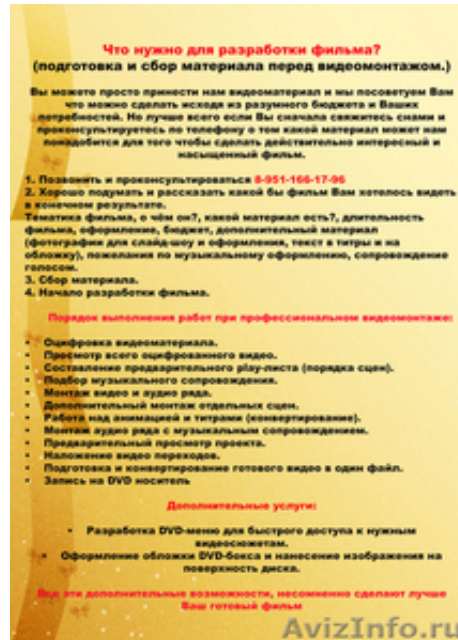 Что нужно для разработки фильма?
(подготовка и сбор материала перед видеомонтажом.)
Вы можете просто принести нам видеоматериал и мы посоветуем Вам
что можно сделать исходя из разумного бюджета и Ваших
потребностей. Но лучше всего если Вы сначала свяжитесь снами и
проконсультируетесь по телефону о том какой материал может нам
понадобится для того чтобы сделать действительно интересный и
насыщенный фильм.
1. Позвонить и проконсультироваться 8-951-166-17-96
2. Хорошо подумать и рассказать какой бы фильм Вам хотелось видеть
в конечном результате.
Тематика фильма, о чём он?, какой материал есть?, длительность
фильма, оформление, бюджет, дополнительный материал
(фотографии для слайд-шоу и оформления, текст в титры и на
обложку), пожелания по музыкальному оформлению, сопровождение
голосом.
3. Сбор материала.
4. Начало разработки фильма.
Порядок выполнения работ при профессиональном видеомонтаже:
• Оцифровка видеоматериала.
• Просмотр всего оцифрованного видео.
• Составление предварительного play-листа (порядка сцен).
• Подбор музыкального сопровождения.
• Монтаж видео и аудио ряда.
• Дополнительный монтаж отдельных сцен.
• Работа над анимацией и титрами (конвертирование).
• Монтаж аудио ряда с музыкальным сопровождением.
• Предварительный просмотр проекта.
• Наложение видео переходов.
• Подготовка и конвертирование готового видео в один файл.
• Запись на DVD носитель
Дополнительные услуги:
• Разработка DVD-меню для быстрого доступа к нужным
видеосюжетам.
• Оформление обложки DVD-бокса и нанесение изображения на
поверхность диска.
Все эти дополнительные возможности, несомненно сделают лучше
Ваш готовый фильм
AvizInfo.ru